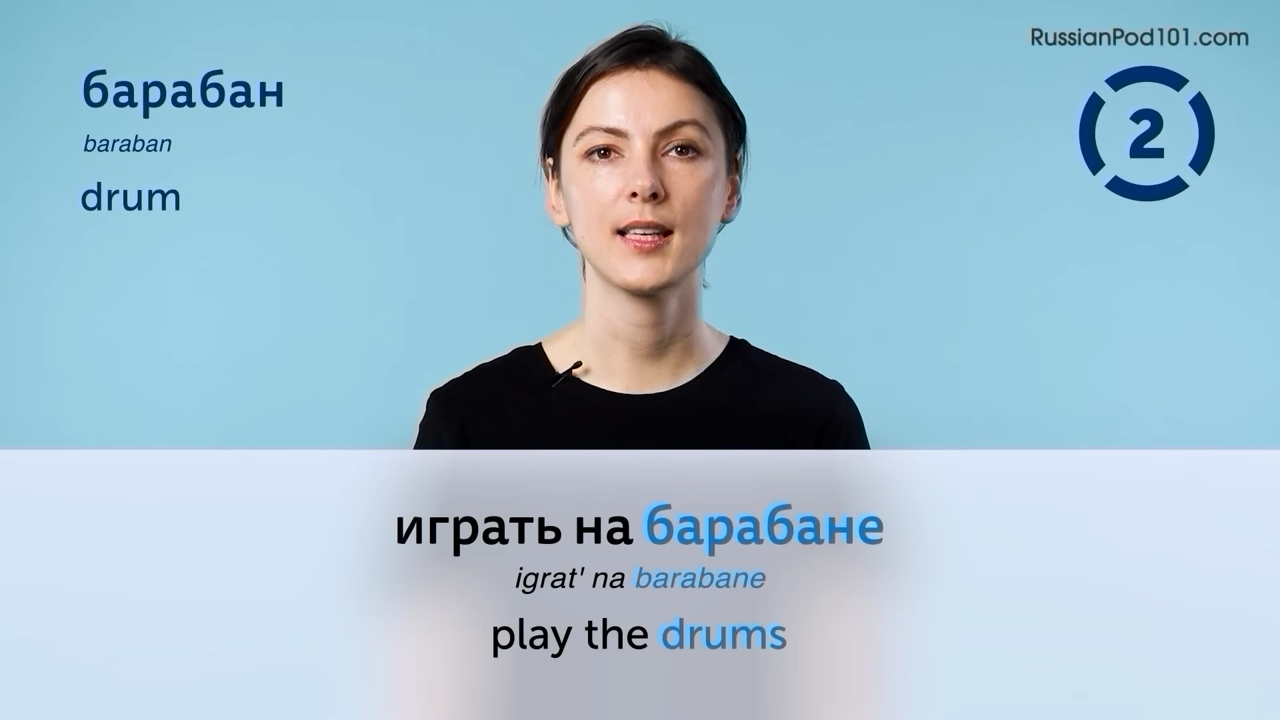 RussianPod101.com
барабан
baraban
drum
2
играть на барабане
igrat' na barabane
play the drums